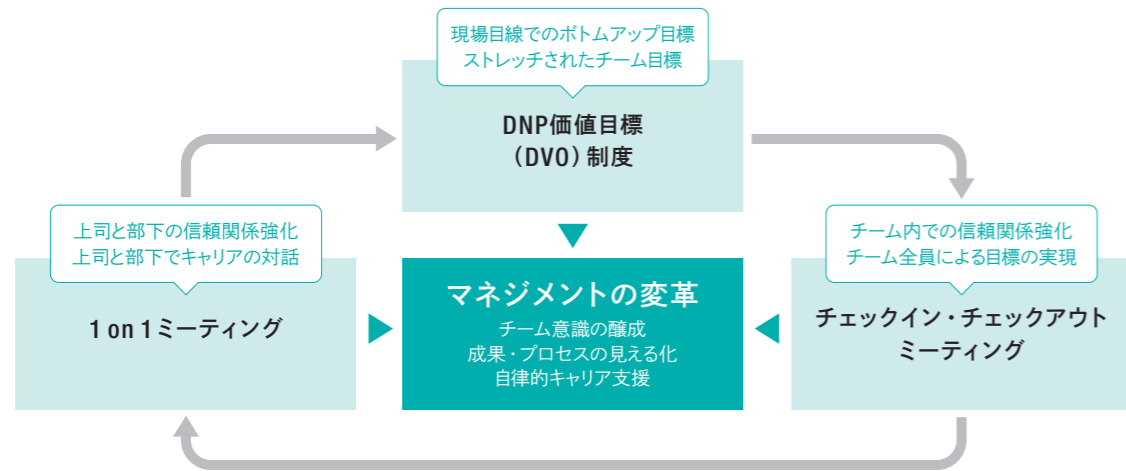 現場目線でのボトムアップ目標
ストレッチされたチーム目標
DNP価値目標
（DVO）制度
上司と部下の信頼関係強化
上司と部下でキャリアの対話
1 on 1 ミーティング
マネジメントの変革
チーム意識の醸成
成果・プロセスの見える化
自律的キャリア支援
チーム内での信頼関係強化
チーム全員による目標の実現
チェックイン・チェックアウト
ミーティング